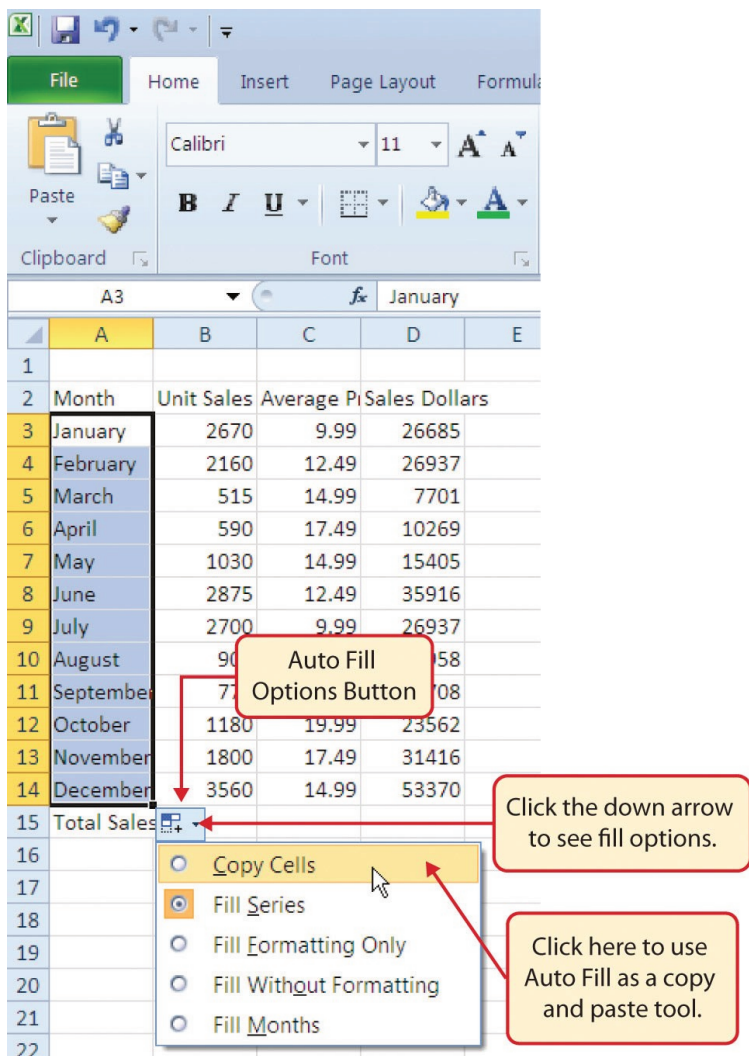 File Home Insert Page Layout
Calibri 11 A A
Paste B I U A
Clipboard Font
A3 fx January
A B C D E
1
2 Month Unit Sales Sales Dollars
3 January 2670 9.99 26685
4 February 2160 12.49 26937
5 March 515 14.99 7701
6 April 590 17.49 10269
7 May 1030 14.99 15405
8 June 2875 12.49 35916
9 July 2700 9.99 26937
10 August
11 September
12 October 1180 19.99 23562
13 November 1800 17.49 31416
14 December 3560 14.99 53370
15 Total Sales
16
17
18
19
20
21
22
Auto Fill
Options Button
Click the down arrow
to see fill options.
Copy Cells
Fill Series
Fill Formatting Only
Fill Without Formatting
Fill Months
Click here to use
Auto Fill as a copy
and paste tool.